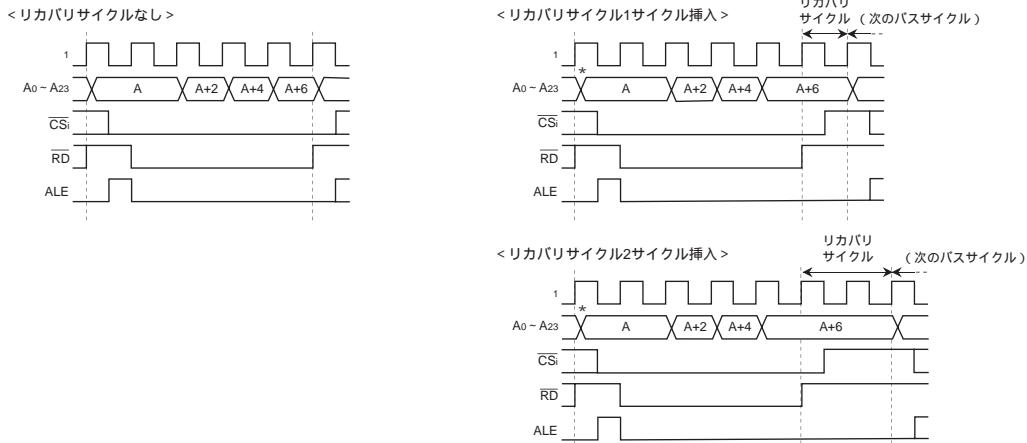 <リカバリサイクルなし>
1
A0 ~ A23
A
A+2
A+4
A+6
CSi
RD
ALE
<リカバリサイクル1サイクル挿入>
リカバリ
サイクル
(次のバスサイクル)
1
*
A0 ~ A23
A
A+2
A+4
A+6
CSi
RD
ALE
<リカバリサイクル2サイクル挿入>
リカバリ
サイクル
(次のバスサイクル)
1
*
A0 ~ A23
A
A+2
A+4
A+6
CSi
RD
ALE